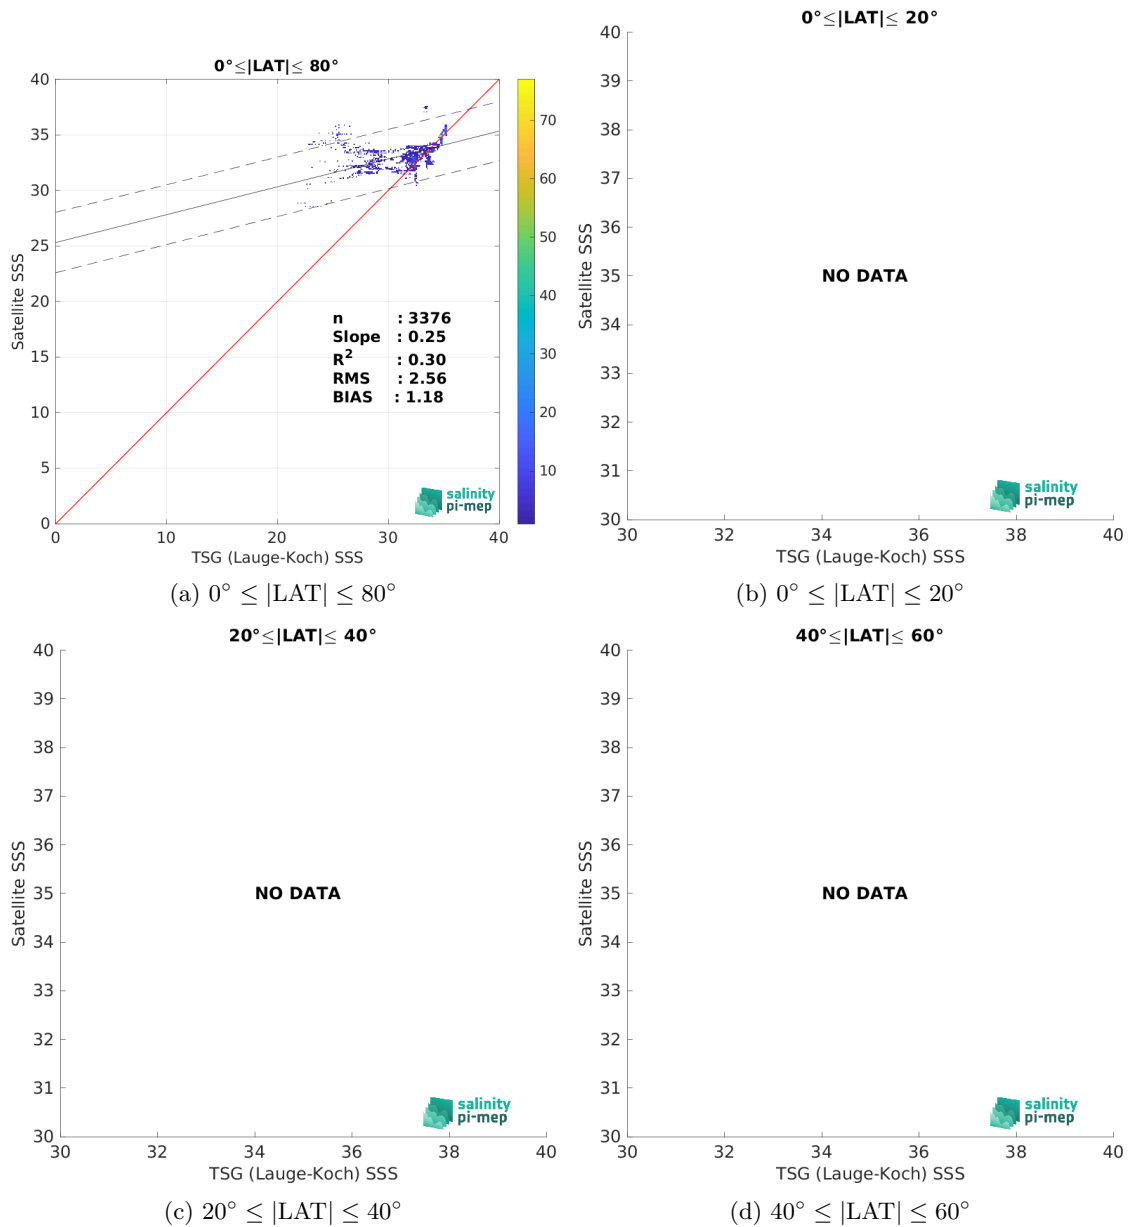 0°≤|LAT|≤ 80°
40
35
30
25
20
15
10
5
0
Satellite SSS
0
10
20
30
40
TSG (Lauge-Koch) SSS
n : 3376
Slope : 0.25
R² : 0.30
RMS : 2.56
BIAS : 1.18
salinity
pi-mep
70
60
50
40
30
20
10
(a) 0° ≤ |LAT| ≤ 80°
0°≤|LAT|≤ 20°
40
39
38
37
36
35
34
33
32
31
30
Satellite SSS
NO DATA
salinity
pi-mep
30
32
34
36
38
40
TSG (Lauge-Koch) SSS
(b) 0° ≤ |LAT| ≤ 20°
20°≤|LAT|≤ 40°
40
39
38
37
36
35
34
33
32
31
30
Satellite SSS
NO DATA
salinity
pi-mep
30
32
34
36
38
40
TSG (Lauge-Koch) SSS
(c) 20° ≤ |LAT| ≤ 40°
40°≤|LAT|≤ 60°
40
39
38
37
36
35
34
33
32
31
30
Satellite SSS
NO DATA
salinity
pi-mep
30
32
34
36
38
40
TSG (Lauge-Koch) SSS
(d) 40° ≤ |LAT| ≤ 60°